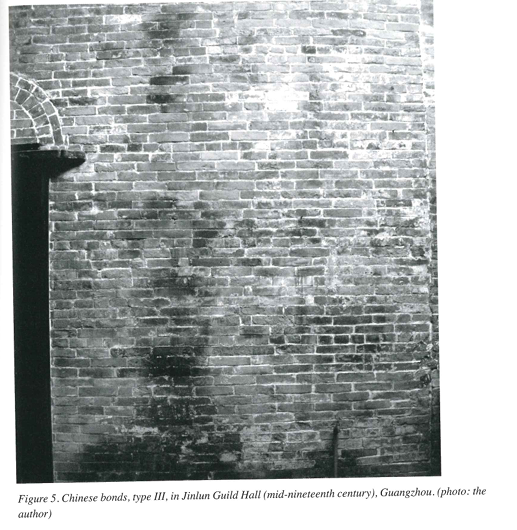 Figure 5. Chinese bonds, type III, in Jinlun Guild Hall (mid-nineteenth century), Guangzhou. (photo: the
author)